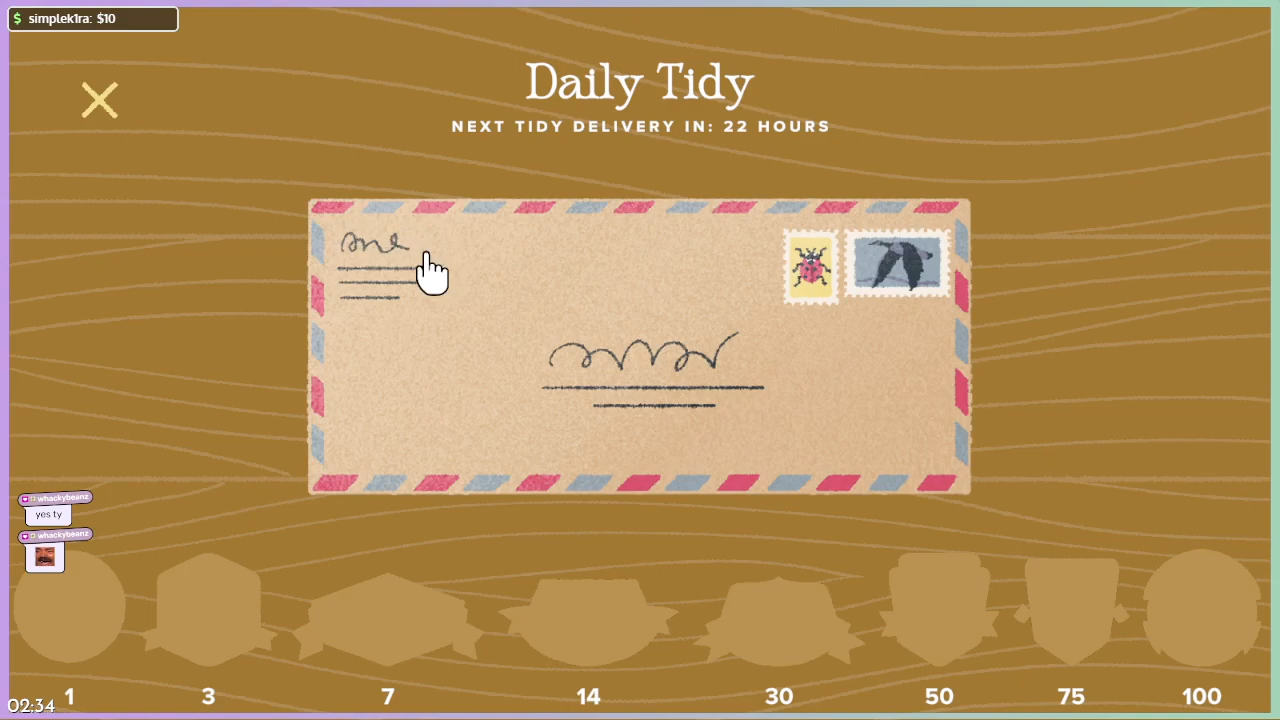 $ simplek1ra: $10
Daily Tidy
NEXT TIDY DELIVERY IN: 22 HOURS
whackybeanz
yes ty
whackybeanz
1 3 7 14 30 50 75 100
02:34